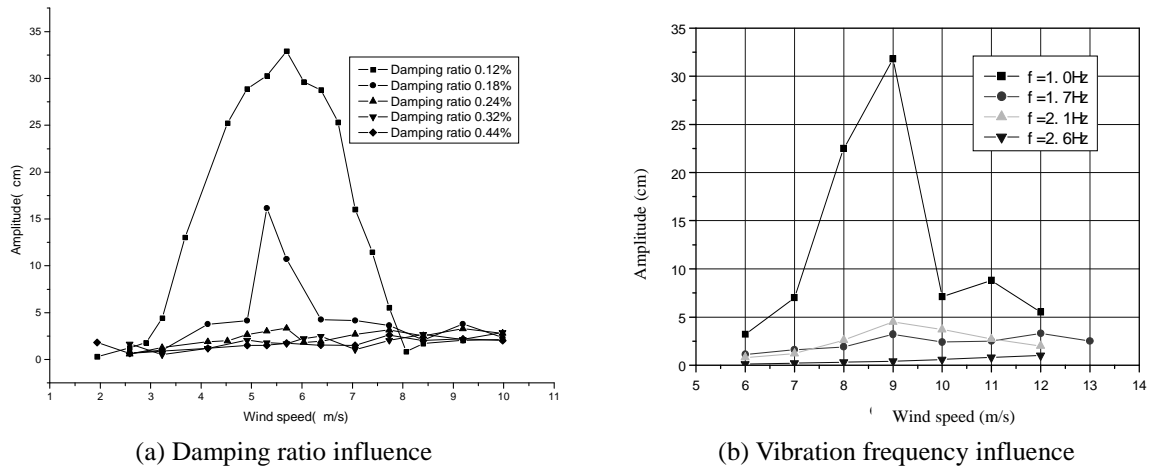 35
30
25
20
15
10
5
0
Amplitude( cm)
Damping ratio 0.12%
Damping ratio 0.18%
Damping ratio 0.24%
Damping ratio 0.32%
Damping ratio 0.44%
1 2 3 4 5 6 7 8 9 10 11
Wind speed( m/s)
(a) Damping ratio influence
35
30
25
20
15
10
5
0
Amplitude (cm)
f=1. 0Hz
f=1. 7Hz
f=2. 1Hz
f=2. 6Hz
5 6 7 8 9 10 11 12 13 14
( Wind speed (m/s)
(b) Vibration frequency influence